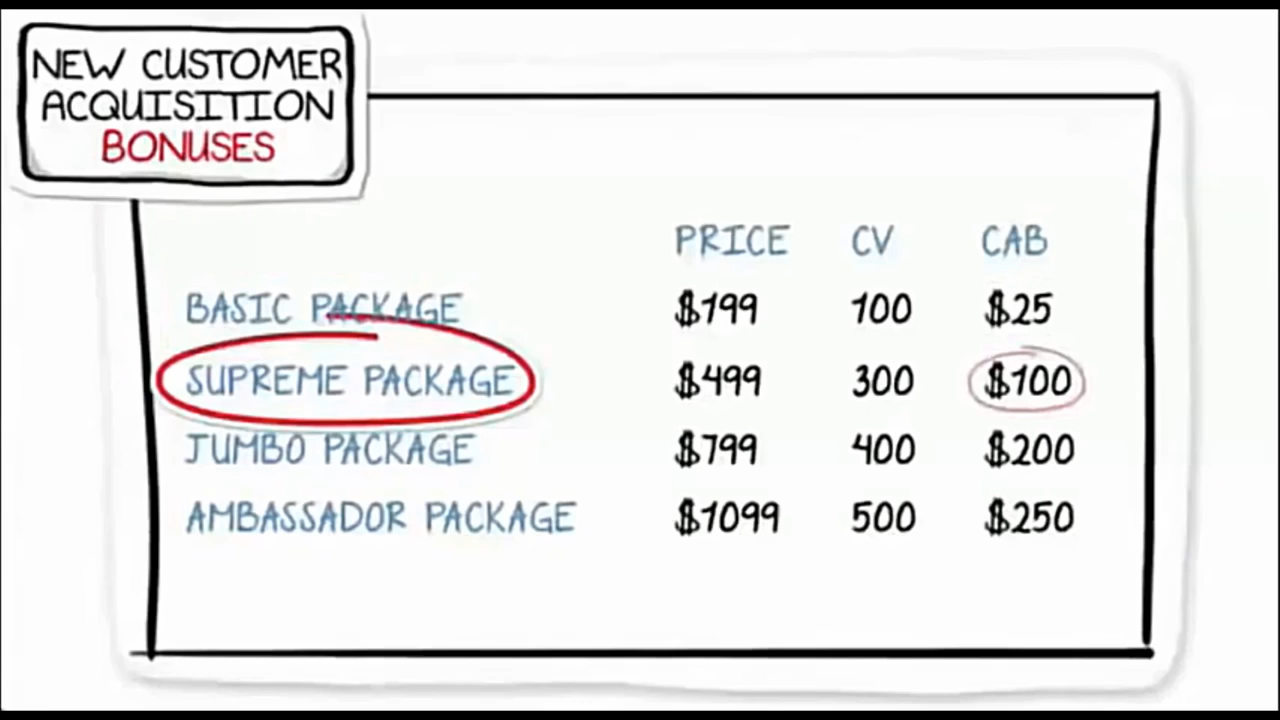 NEW CUSTOMER
ACQUISITION
BONUSES
PRICE CV CAB
BASIC PACKAGE $199 100 $25
SUPREME PACKAGE $499 300 $100
JUMBO PACKAGE $799 400 $200
AMBASSADOR PACKAGE $1099 500 $250